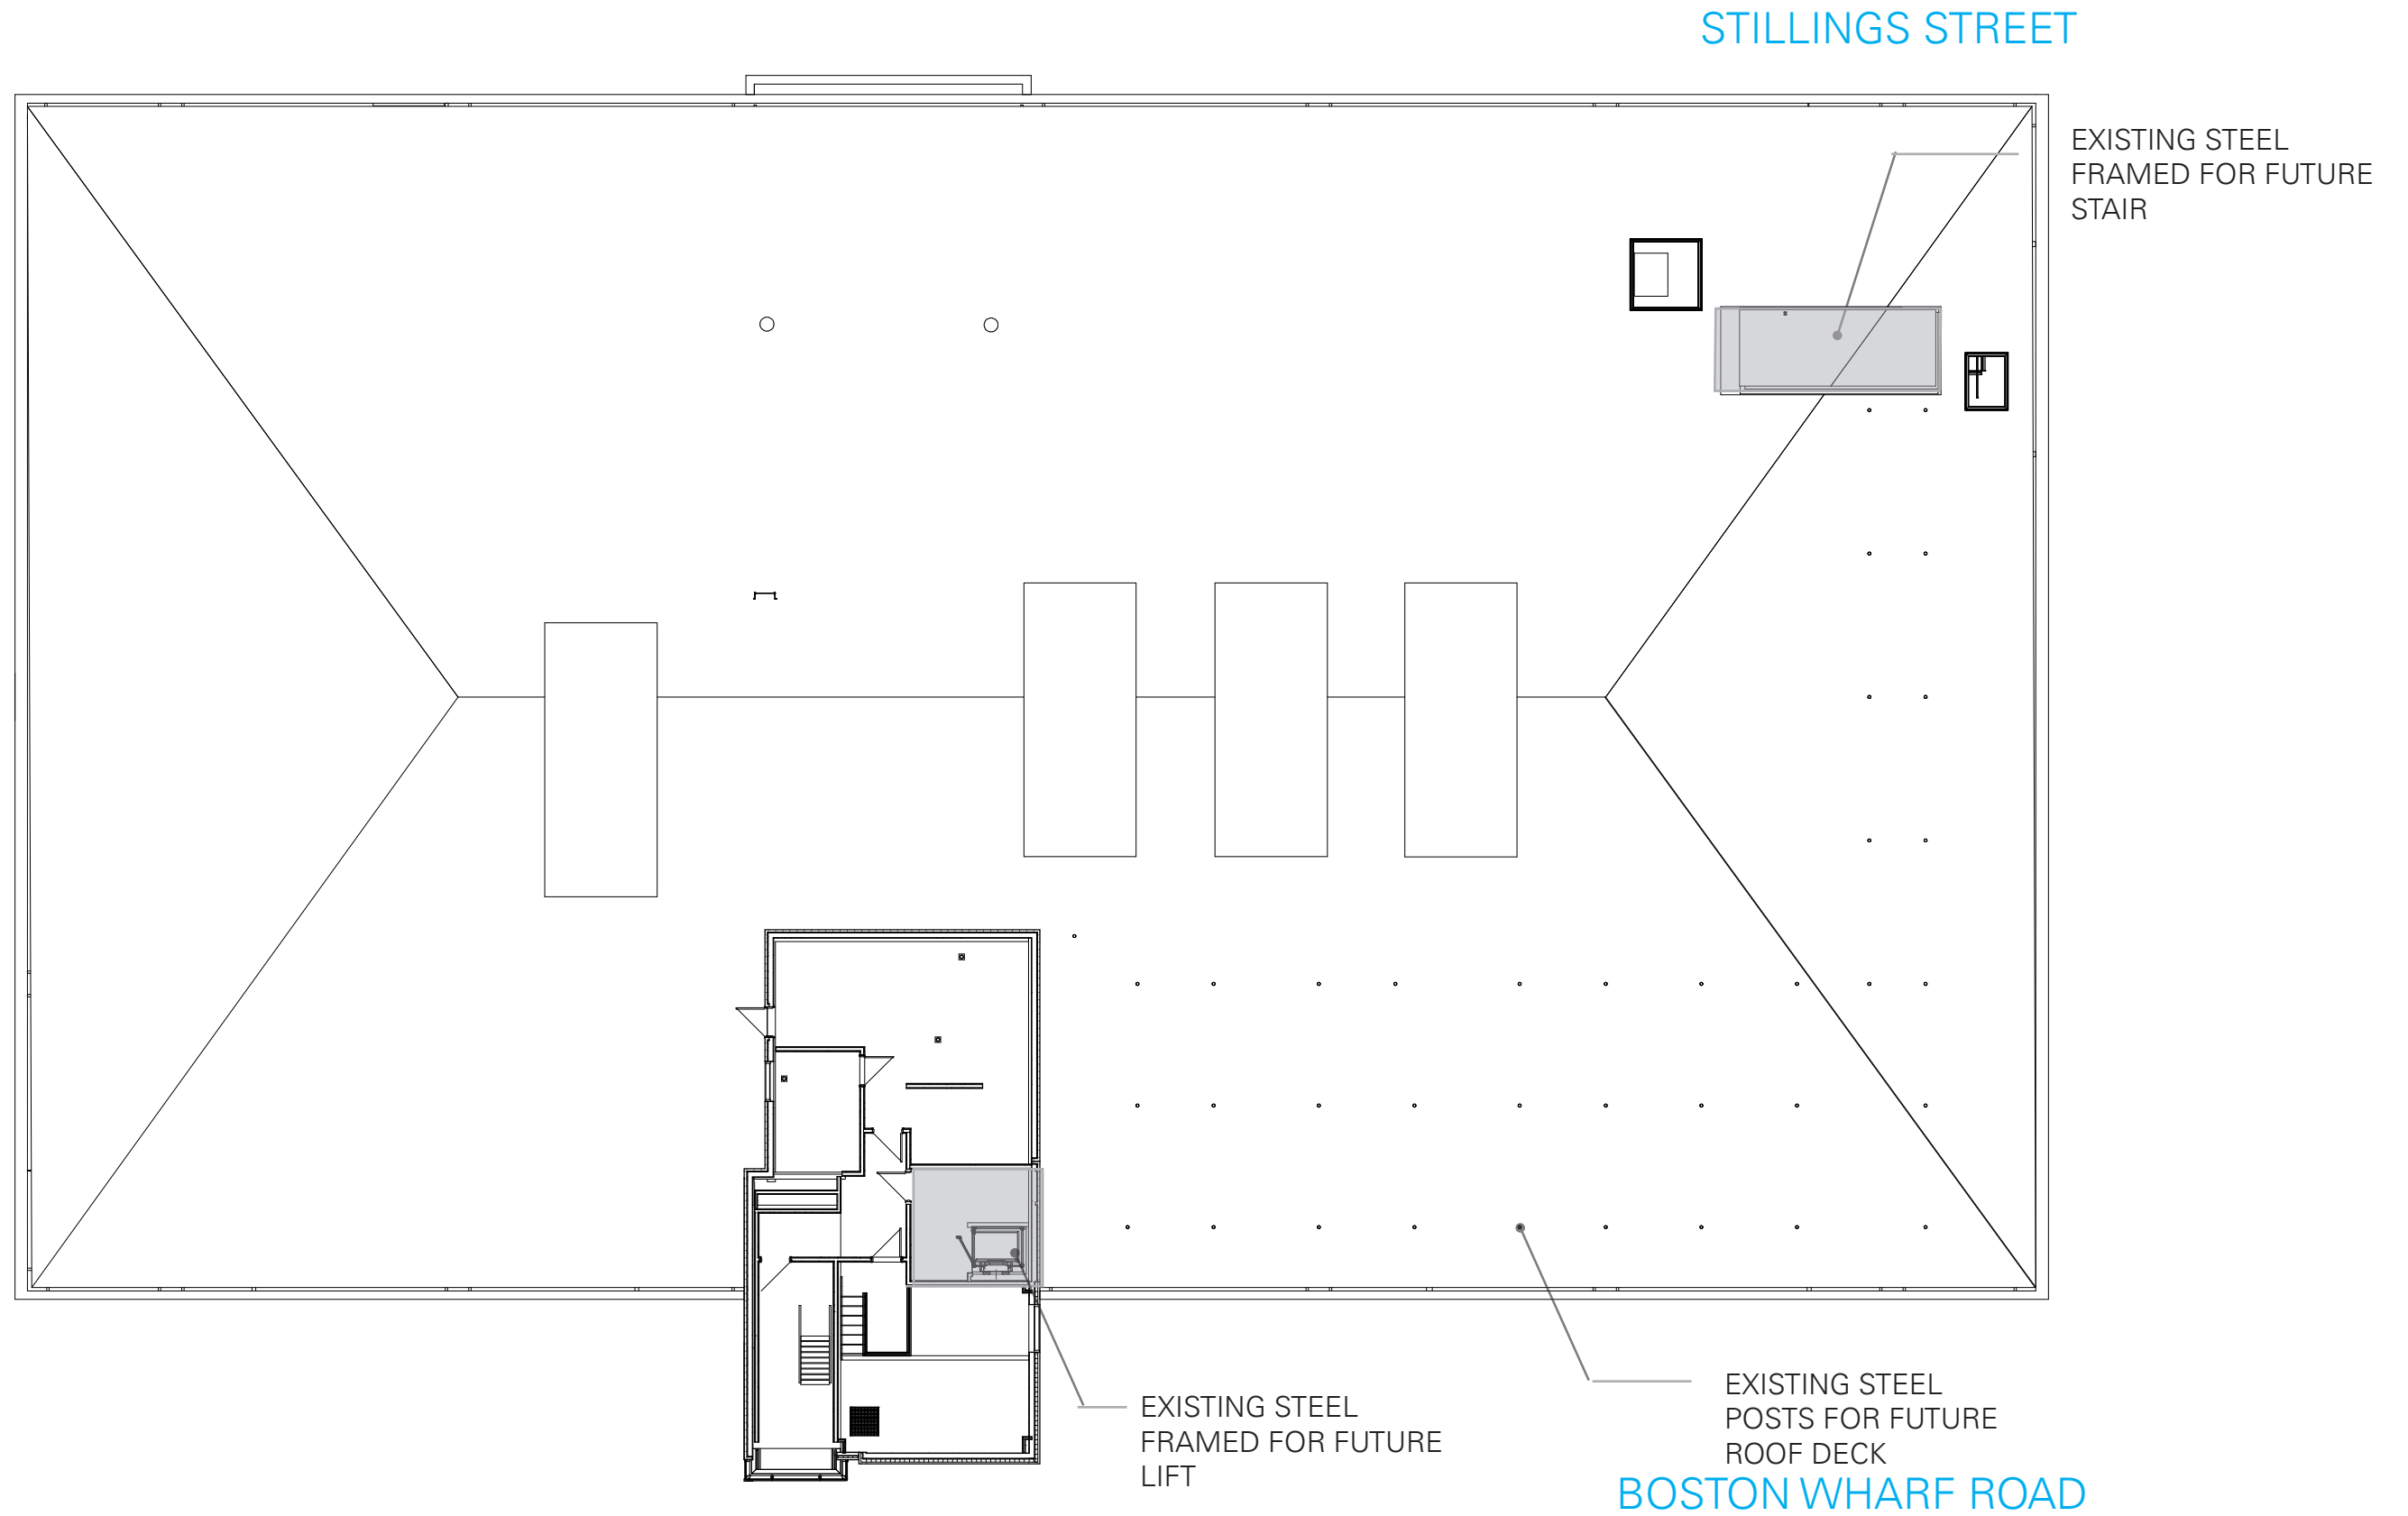 STILLINGS STREET
EXISTING STEEL
FRAMED FOR FUTURE
STAIR
EXISTING STEEL
FRAMED FOR FUTURE
LIFT
EXISTING STEEL
POSTS FOR FUTURE
ROOF DECK
BOSTON WHARF ROAD